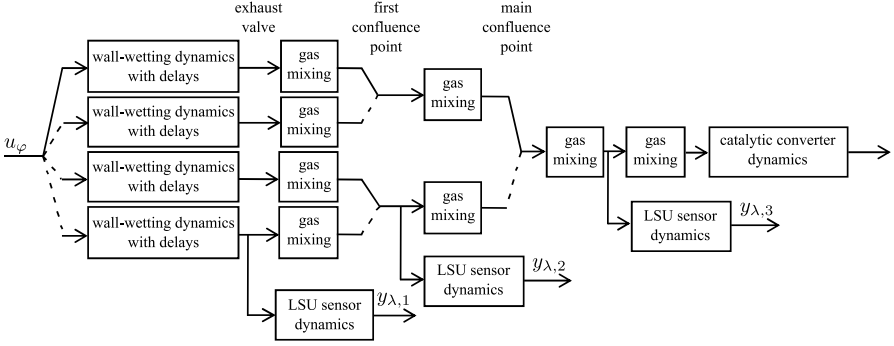 exhaust
valve
first
confluence
point
main
confluence
point
wall-wetting dynamics
with delays
gas
mixing
wall-wetting dynamics
with delays
gas
mixing
gas
mixing
u_φ
wall-wetting dynamics
with delays
gas
mixing
gas
mixing
gas
mixing
gas
mixing
catalytic converter
dynamics
wall-wetting dynamics
with delays
gas
mixing
LSU sensor
dynamics
y_λ,3
LSU sensor
dynamics
y_λ,2
LSU sensor
dynamics
y_λ,1